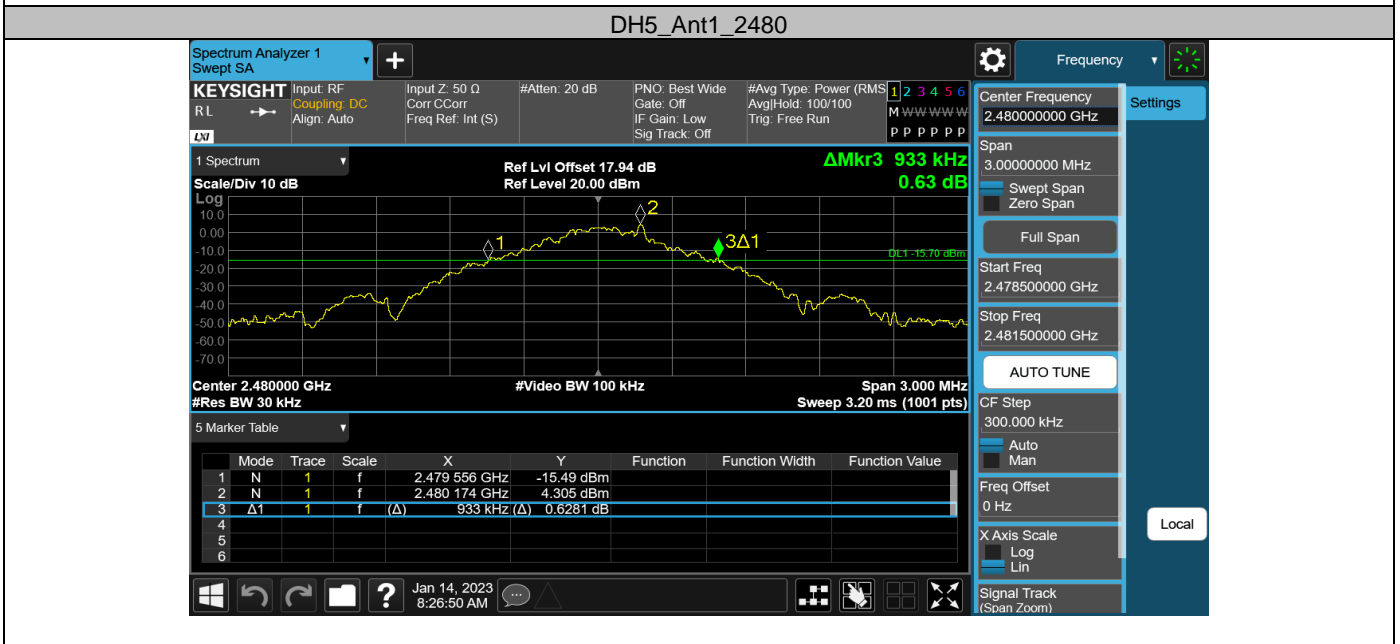 DH5_Ant1_2480
Spectrum Analyzer 1
Swept SA
Frequency
KEYSIGHT
RL
LXI
Input: RF
Coupling: DC
Align: Auto
Input Z: 50 Ω
Corr CCorr
Freq Ref: Int (S)
#Atten: 20 dB
PNO: Best Wide
Gate: Off
IF Gain: Low
Sig Track: Off
#Avg Type: Power (RMS
Avg|Hold: 100/100
Trig: Free Run
1 2 3 4 5 6
M W W W W W
P P P P P P
1 Spectrum
Scale/Div 10 dB
Ref Lvl Offset 17.94 dB
Ref Level 20.00 dBm
ΔMkr3 933 kHz
0.63 dB
Log
10.0
0.00
-10.0
-20.0
-30.0
-40.0
-50.0
-60.0
-70.0
1
2
3Δ1
DL1 -15.70 dBm
Center 2.480000 GHz
#Video BW 100 kHz
Span 3.000 MHz
#Res BW 30 kHz
Sweep 3.20 ms (1001 pts)
5 Marker Table
Mode Trace Scale X Y Function Function Width Function Value
1 N 1 f 2.479 556 GHz -15.49 dBm
2 N 1 f 2.480 174 GHz 4.305 dBm
3 Δ1 1 f (Δ) 933 kHz (Δ) 0.6281 dB
4
5
6
Jan 14, 2023
8:26:50 AM
Center Frequency
2.480000000 GHz
Span
3.00000000 MHz
Swept Span
Zero Span
Full Span
Start Freq
2.478500000 GHz
Stop Freq
2.481500000 GHz
AUTO TUNE
CF Step
300.000 kHz
Auto
Man
Freq Offset
0 Hz
X Axis Scale
Log
Lin
Signal Track
(Span Zoom)
Settings
Local